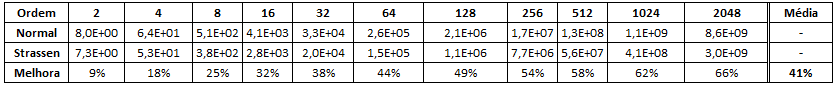 Ordem 2 4 8 16 32 64 128 256 512 1024 2048 Média
Normal 8,0E+00 6,4E+01 5,1E+02 4,1E+03 3,3E+04 2,6E+05 2,1E+06 1,7E+07 1,3E+08 1,1E+09 8,6E+09 -
Strassen 7,3E+00 5,3E+01 3,8E+02 2,8E+03 2,0E+04 1,5E+05 1,1E+06 7,7E+06 5,6E+07 4,1E+08 3,0E+09 -
Melhora 9% 18% 25% 32% 38% 44% 49% 54% 58% 62% 66% 41%